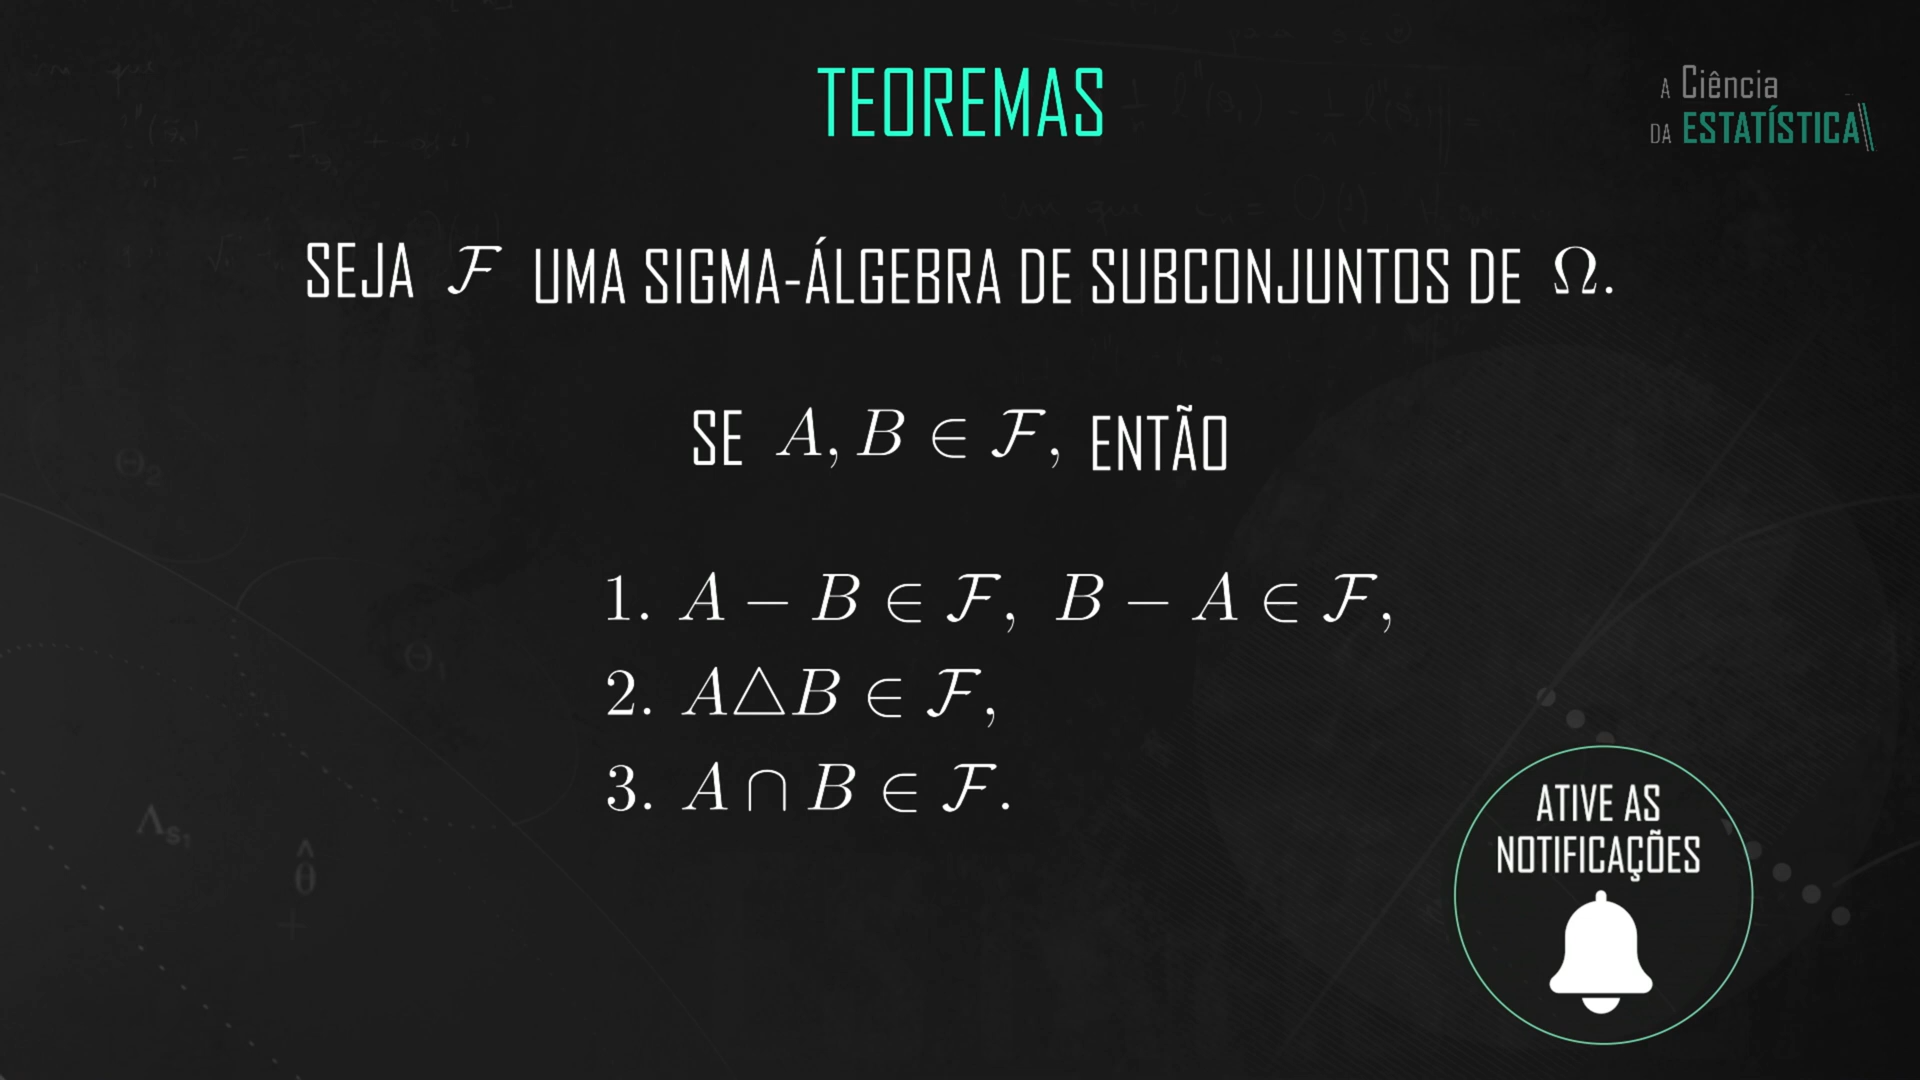 TEOREMAS
A Ciência
DA ESTATÍSTICA
SEJA ℱ UMA SIGMA-ÁLGEBRA DE SUBCONJUNTOS DE Ω.
SE A, B ∈ ℱ, ENTÃO
1. A − B ∈ ℱ, B − A ∈ ℱ,
2. A△B ∈ ℱ,
3. A ∩ B ∈ ℱ.
ATIVE AS
NOTIFICAÇÕES